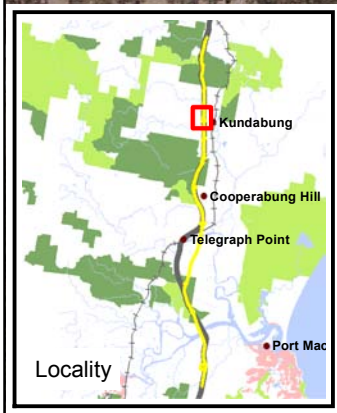 Kundabung
Cooperabung Hill
Telegraph Point
Port Mac
Locality